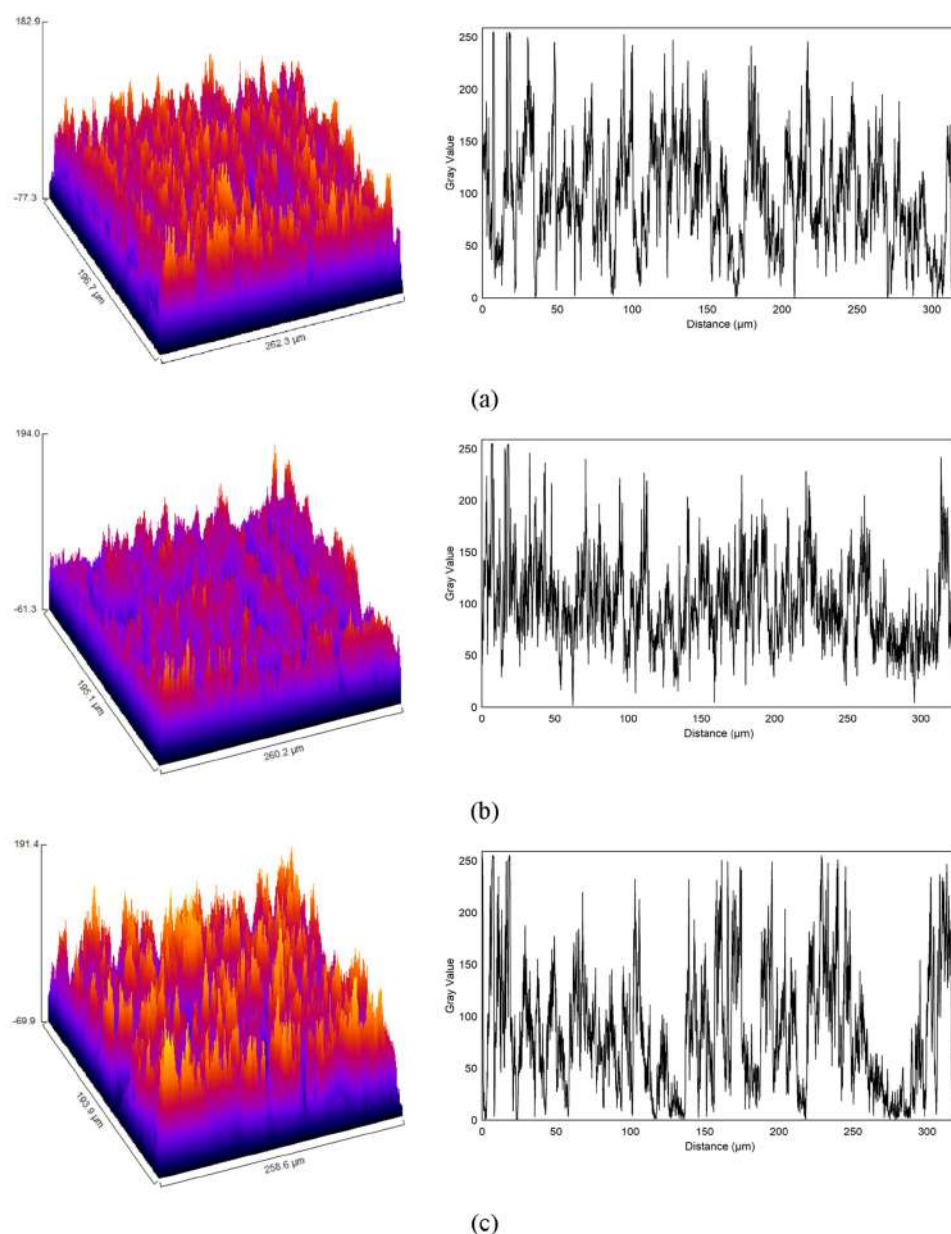 182.9
-77.3
196.7 µm
262.3 µm
250
200
150
100
50
0
Gray Value
0 50 100 150 200 250 300
Distance (µm)
(a)
194.0
-61.3
195.1 µm
260.2 µm
250
200
150
100
50
0
Gray Value
0 50 100 150 200 250 300
Distance (µm)
(b)
191.4
-69.9
193.9 µm
258.6 µm
250
200
150
100
50
0
Gray Value
0 50 100 150 200 250 300
Distance (µm)
(c)